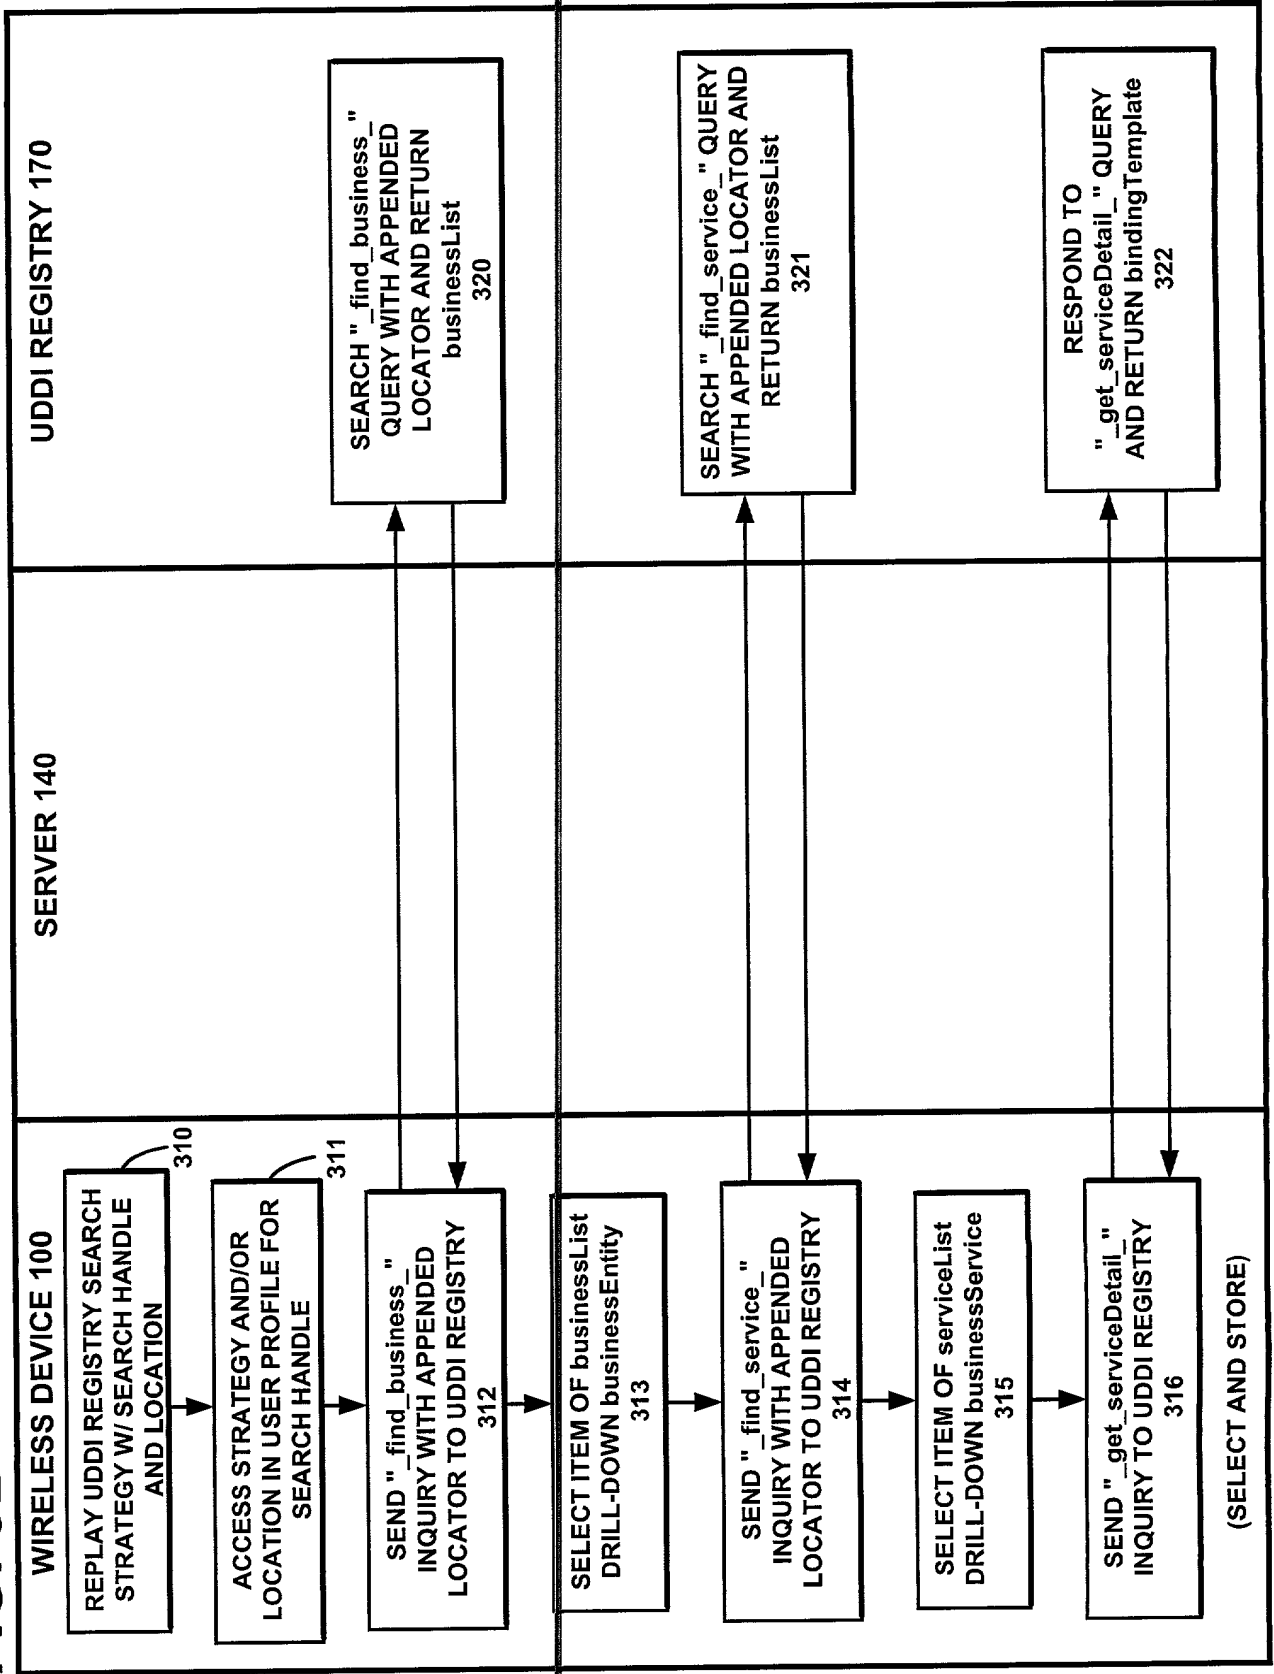 WIRELESS DEVICE 100
REPLAY UDDI REGISTRY SEARCH
STRATEGY W/ SEARCH HANDLE
AND LOCATION
310
ACCESS STRATEGY AND/OR
LOCATION IN USER PROFILE FOR
SEARCH HANDLE
311
SEND "_find_business_"
INQUIRY WITH APPENDED
LOCATOR TO UDDI REGISTRY
312
SELECT ITEM OF businessList
DRILL-DOWN businessEntity
313
SEND "_find_service_"
INQUIRY WITH APPENDED
LOCATOR TO UDDI REGISTRY
314
SELECT ITEM OF serviceList
DRILL-DOWN businessService
315
SEND "_get_serviceDetail_"
INQUIRY TO UDDI REGISTRY
316
(SELECT AND STORE)
SERVER 140
UDDI REGISTRY 170
SEARCH "_find_business_"
QUERY WITH APPENDED
LOCATOR AND RETURN
businessList
320
SEARCH "_find_service_" QUERY
WITH APPENDED LOCATOR AND
RETURN businessList
321
RESPOND TO
"_get_serviceDetail_" QUERY
AND RETURN bindingTemplate
322